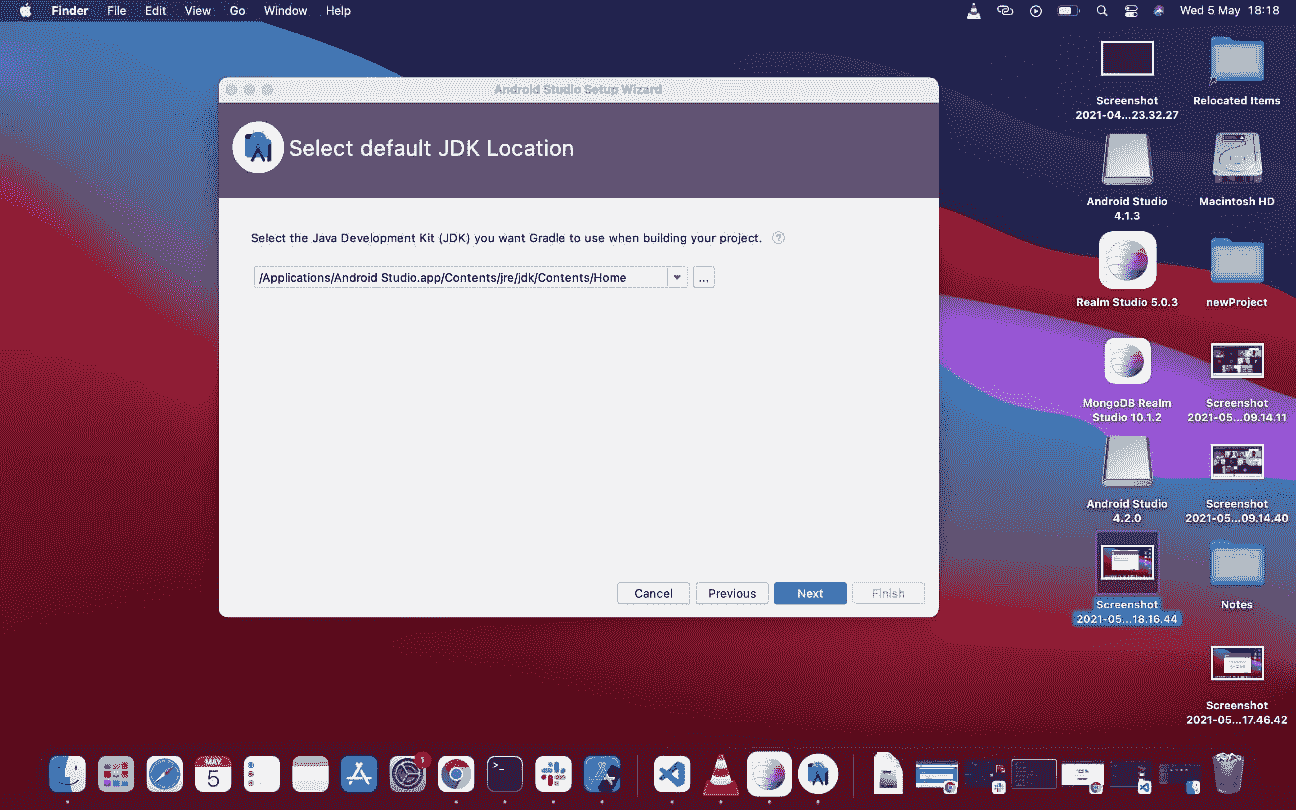 Finder File Edit View Go Window Help Wed 5 May 18:18
Android Studio Setup Wizard
Select default JDK Location
Select the Java Development Kit (JDK) you want Gradle to use when building your project. ?
/Applications/Android Studio.app/Contents/jre/jdk/Contents/Home ...
Cancel Previous Next Finish
Screenshot
2021-04...23.32.27
Relocated Items
Android Studio
4.1.3
Macintosh HD
Realm Studio 5.0.3
newProject
MongoDB Realm
Studio 10.1.2
Screenshot
2021-05...09.14.11
Android Studio
4.2.0
Screenshot
2021-05...09.14.40
Screenshot
2021-05...18.16.44
Notes
Screenshot
2021-05...17.46.42
MAY
5
1